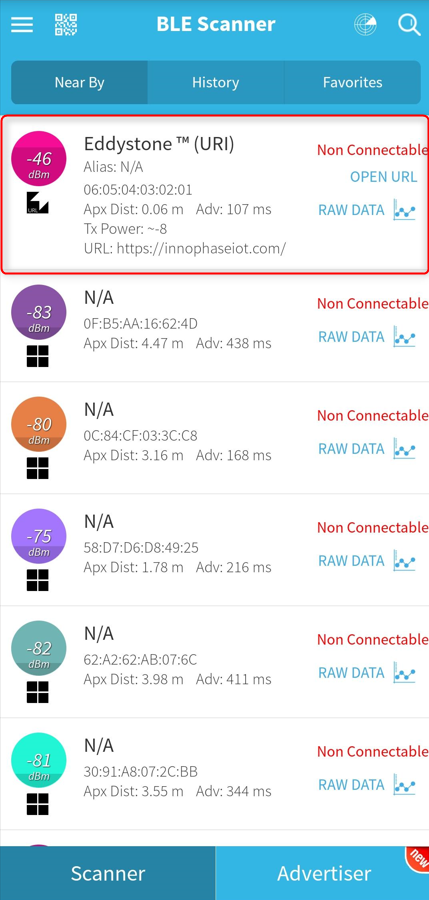 BLE Scanner
Near By History Favorites
-46 dBm
Eddystone ™ (URI)
Non Connectable
Alias: N/A
OPEN URL
06:05:04:03:02:01
URL
Apx Dist: 0.06 m Adv: 107 ms
RAW DATA
Tx Power: ~-8
URL: https://innophaseiot.com/
-83 dBm
N/A
Non Connectable
0F:B5:AA:16:62:4D
Apx Dist: 4.47 m Adv: 438 ms
RAW DATA
-80 dBm
N/A
Non Connectable
0C:84:CF:03:3C:C8
Apx Dist: 3.16 m Adv: 168 ms
RAW DATA
-75 dBm
N/A
Non Connectable
58:D7:D6:D8:49:25
Apx Dist: 1.78 m Adv: 216 ms
RAW DATA
-82 dBm
N/A
Non Connectable
62:A2:62:AB:07:6C
Apx Dist: 3.98 m Adv: 411 ms
RAW DATA
-81 dBm
N/A
Non Connectable
30:91:A8:07:2C:BB
Apx Dist: 3.55 m Adv: 344 ms
RAW DATA
Scanner Advertiser new